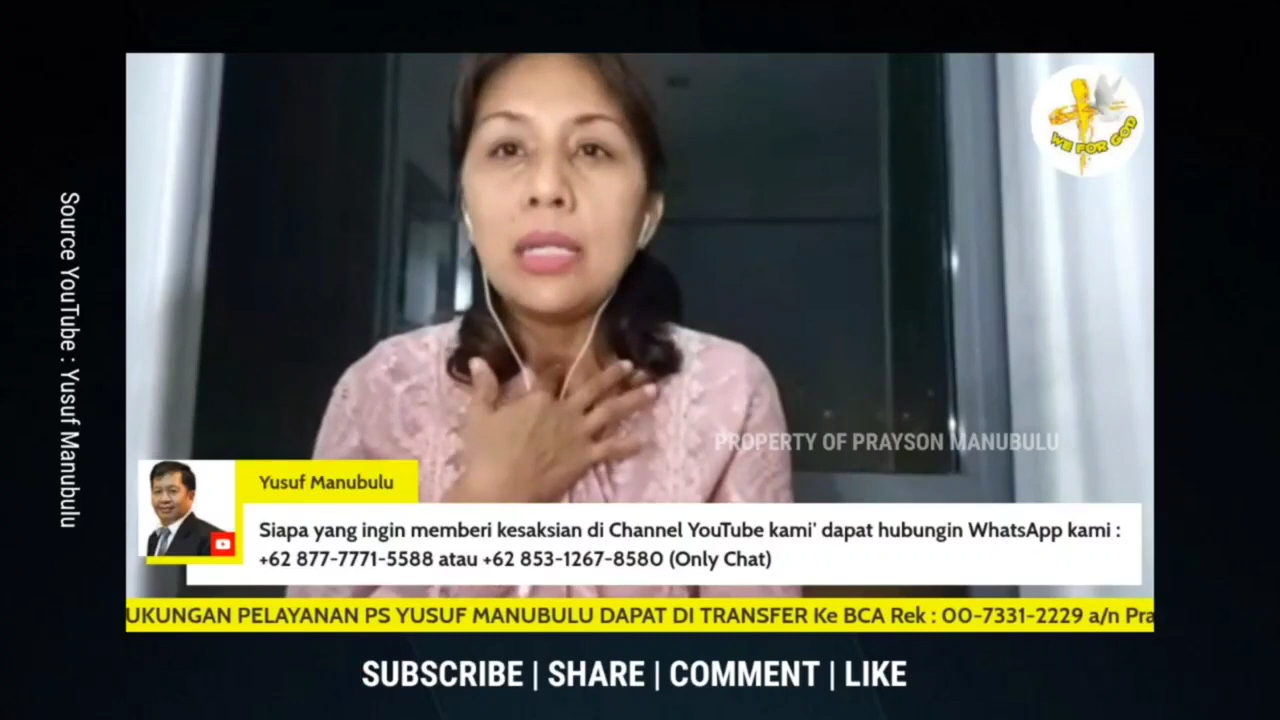 Source YouTube : Yusuf Manubulu
WE FOR GOD
PROPERTY OF PRAYSON MANUBULU
Yusuf Manubulu
Siapa yang ingin memberi kesaksian di Channel YouTube kami' dapat hubungin WhatsApp kami :
+62 877-7771-5588 atau +62 853-1267-8580 (Only Chat)
UKUNGAN PELAYANAN PS YUSUF MANUBULU DAPAT DI TRANSFER Ke BCA Rek : 00-7331-2229 a/n Pra
SUBSCRIBE | SHARE | COMMENT | LIKE